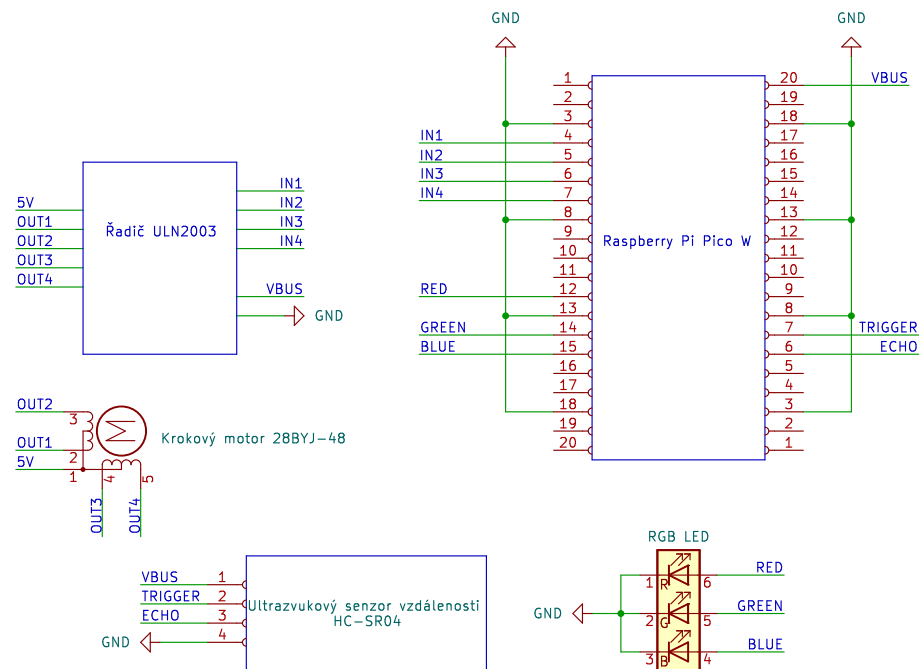 GND
GND
1
2
3
4
5
6
7
8
9
10
11
12
13
14
15
16
17
18
19
20
IN1
IN2
IN3
IN4
RED
GREEN
BLUE
Raspberry Pi Pico W
20
19
18
17
16
15
14
13
12
11
10
9
8
7
6
5
4
3
2
1
VBUS
TRIGGER
ECHO
5V
OUT1
OUT2
OUT3
OUT4
Řadič ULN2003
IN1
IN2
IN3
IN4
VBUS
GND
OUT2
OUT1
5V
3
2
1
4
5
M
OUT3
OUT4
Krokový motor 28BYJ-48
VBUS
TRIGGER
ECHO
GND
1
2
3
4
Ultrazvukový senzor vzdálenosti
HC-SR04
RGB LED
GND
1
2
3
R
G
B
6
5
4
RED
GREEN
BLUE